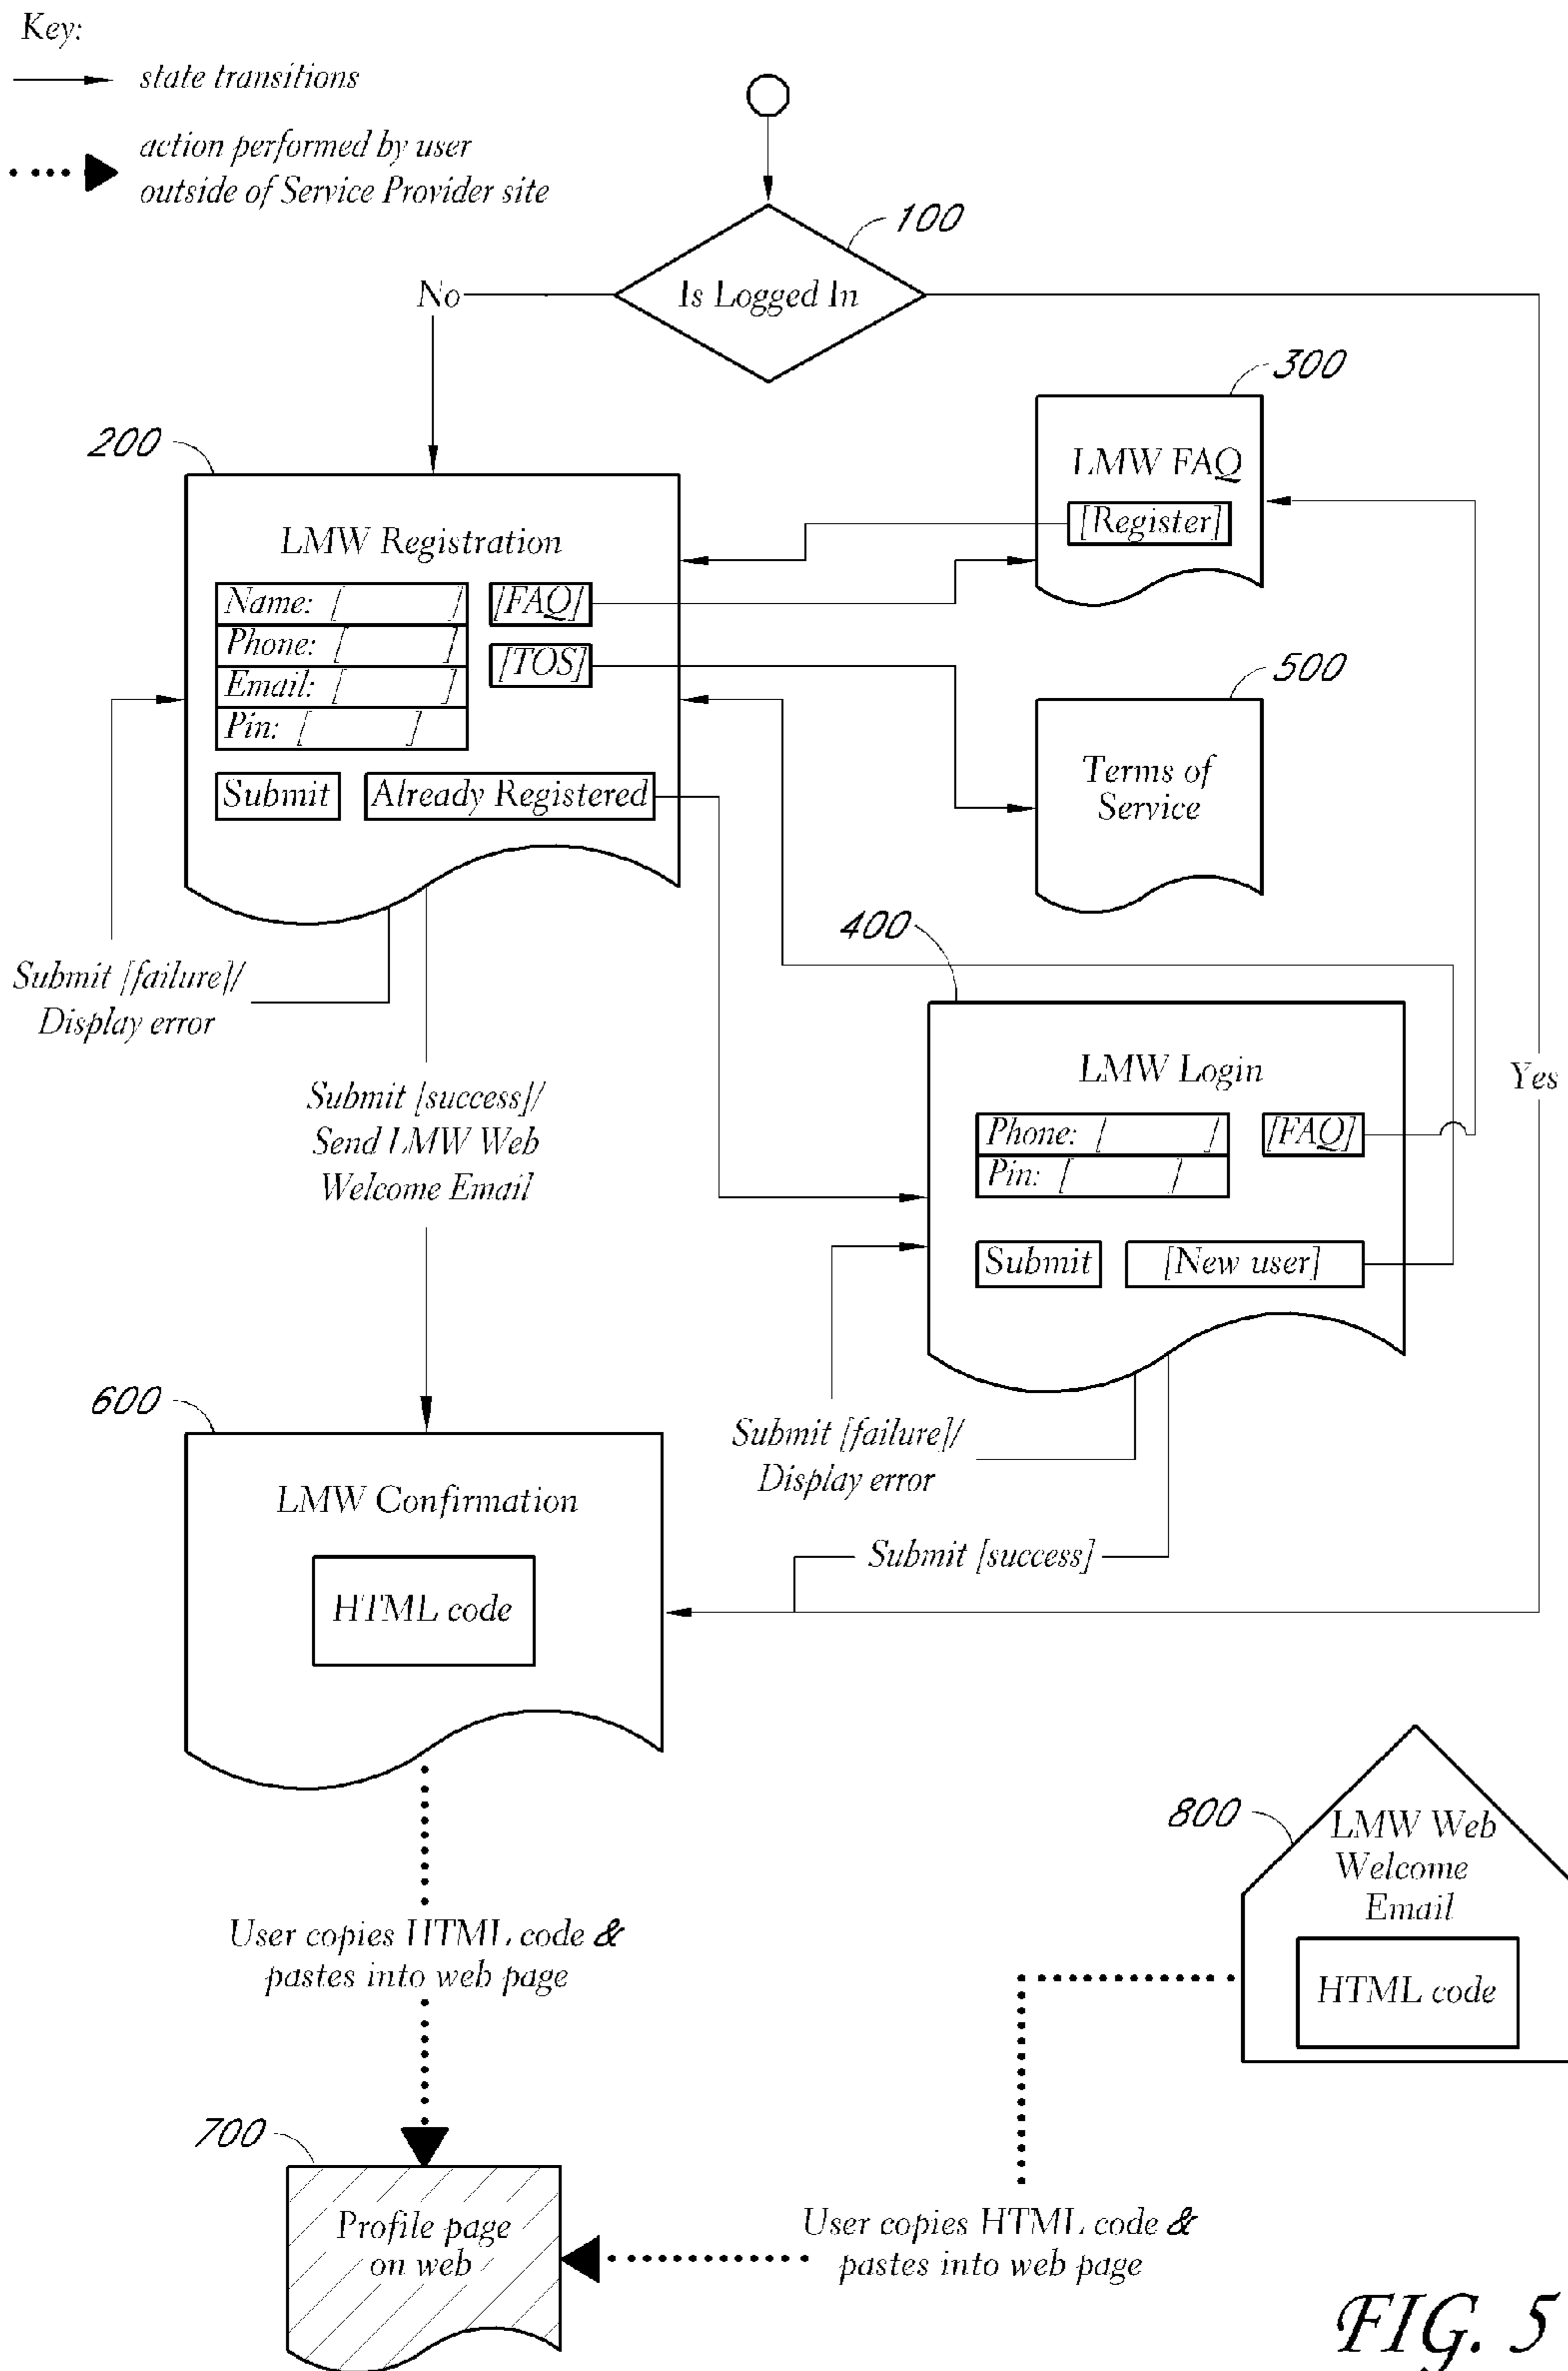 Key:
state transitions
action performed by user
outside of Service Provider site
100
Is Logged In
No
300
200
LMW FAQ
[Register]
LMW Registration
Name: [ ]
[FAQ]
Phone: [ ]
[TOS]
Email: [ ]
Pin: [ ]
500
Terms of
Service
Submit
Already Registered
400
Submit [failure]/
Display error
LMW Login
Yes
Submit [success]/
Send LMW Web
Welcome Email
Phone: [ ]
[FAQ]
Pin: [ ]
Submit
[New user]
600
Submit [failure]/
Display error
LMW Confirmation
Submit [success]
HTML code
800
LMW Web
Welcome
Email
User copies HTML code &
pastes into web page
HTML code
700
Profile page
on web
User copies HTML code &
pastes into web page
FIG. 5